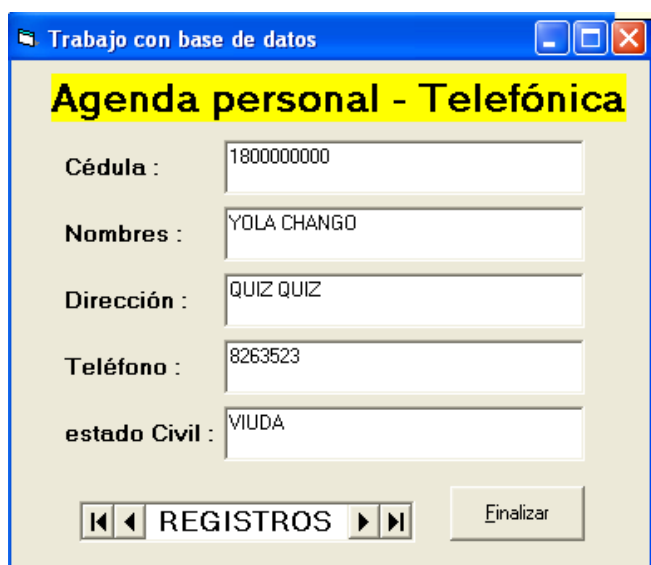 Trabajo con base de datos
Agenda personal - Telefónica
Cédula : 1800000000
Nombres : YOLA CHANGO
Dirección : QUIZ QUIZ
Teléfono : 8263523
estado Civil : VIUDA
REGISTROS Finalizar